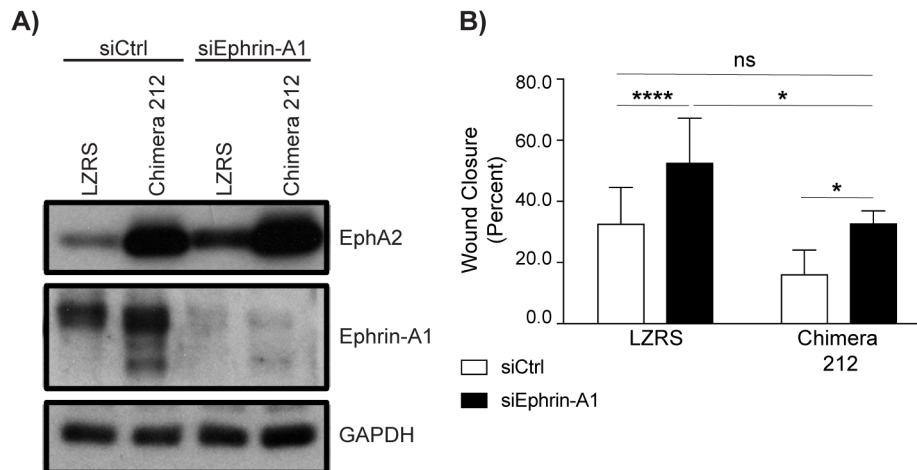 A)
siCtrl siEphrin-A1
LZRS Chimera 212 LZRS Chimera 212
EphA2
Ephrin-A1
GAPDH
B)
ns
**** *
*
80.0
60.0
40.0
20.0
0.0
Wound Closure
(Percent)
LZRS Chimera
212
siCtrl
siEphrin-A1